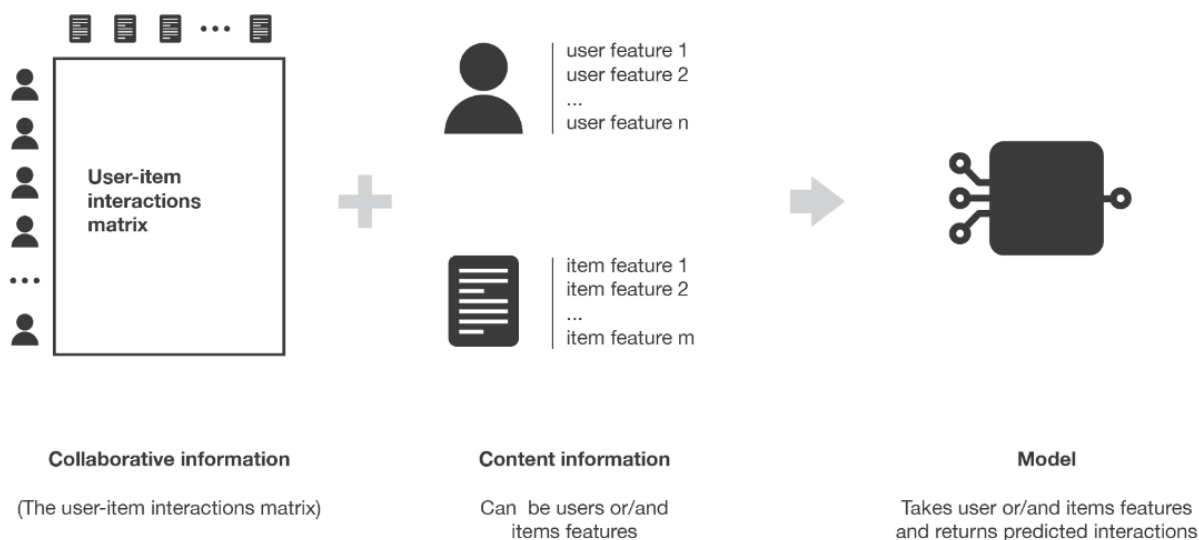 User-item
interactions
matrix
user feature 1
user feature 2
...
user feature n
item feature 1
item feature 2
...
item feature m
Collaborative information
(The user-item interactions matrix)
Content information
Can be users or/and
items features
Model
Takes user or/and items features
and returns predicted interactions